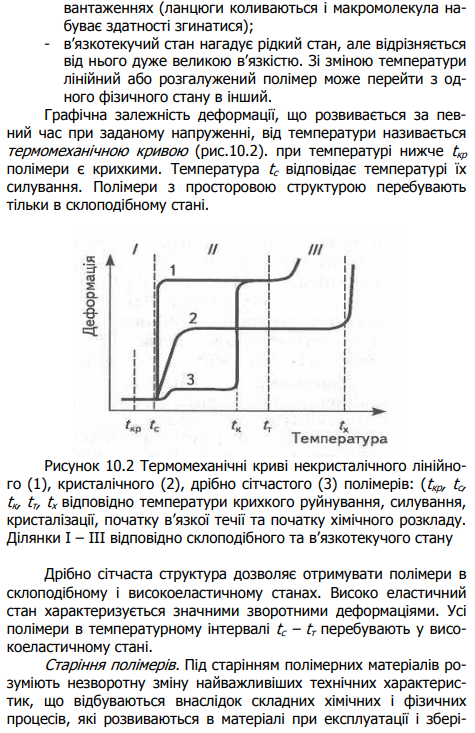 вантаженнях (ланцюги коливаються і макромолекула на-
буває здатності згинатися);
- в’язкотекучий стан нагадує рідкий стан, але відрізняється
від нього дуже великою в’язкістю. Зі зміною температури
лінійний або розгалужений полімер може перейти з од-
ного фізичного стану в інший.
Графічна залежність деформації, що розвивається за пев-
ний час при заданому напруженні, від температури називається
термомеханічною кривою (рис.10.2). при температурі нижче tкр
полімери є крихкими. Температура tс відповідає температурі їх
силування. Полімери з просторовою структурою перебувають
тільки в склоподібному стані.
I II III
Деформація
1
2
3
tкр tс tк tт tх
Температура
Рисунок 10.2 Термомеханічні криві некристалічного лінійно-
го (1), кристалічного (2), дрібно сітчастого (3) полімерів: (tкр, tс,
tк, tт, tх відповідно температури крихкого руйнування, силування,
кристалізації, початку в’язкої течії та початку хімічного розкладу.
Ділянки I – III відповідно склоподібного та в’язкотекучого стану
Дрібно сітчаста структура дозволяє отримувати полімери в
склоподібному і високоеластичному станах. Високо еластичний
стан характеризується значними зворотними деформаціями. Усі
полімери в температурному інтервалі tс – tт перебувають у висо-
коеластичному стані.
Старіння полімерів. Під старінням полімерних матеріалів ро-
зуміють незворотну зміну найважливіших технічних характерис-
тик, що відбуваються внаслідок складних хімічних і фізичних
процесів, які розвиваються в матеріалі при експлуатації і збері-